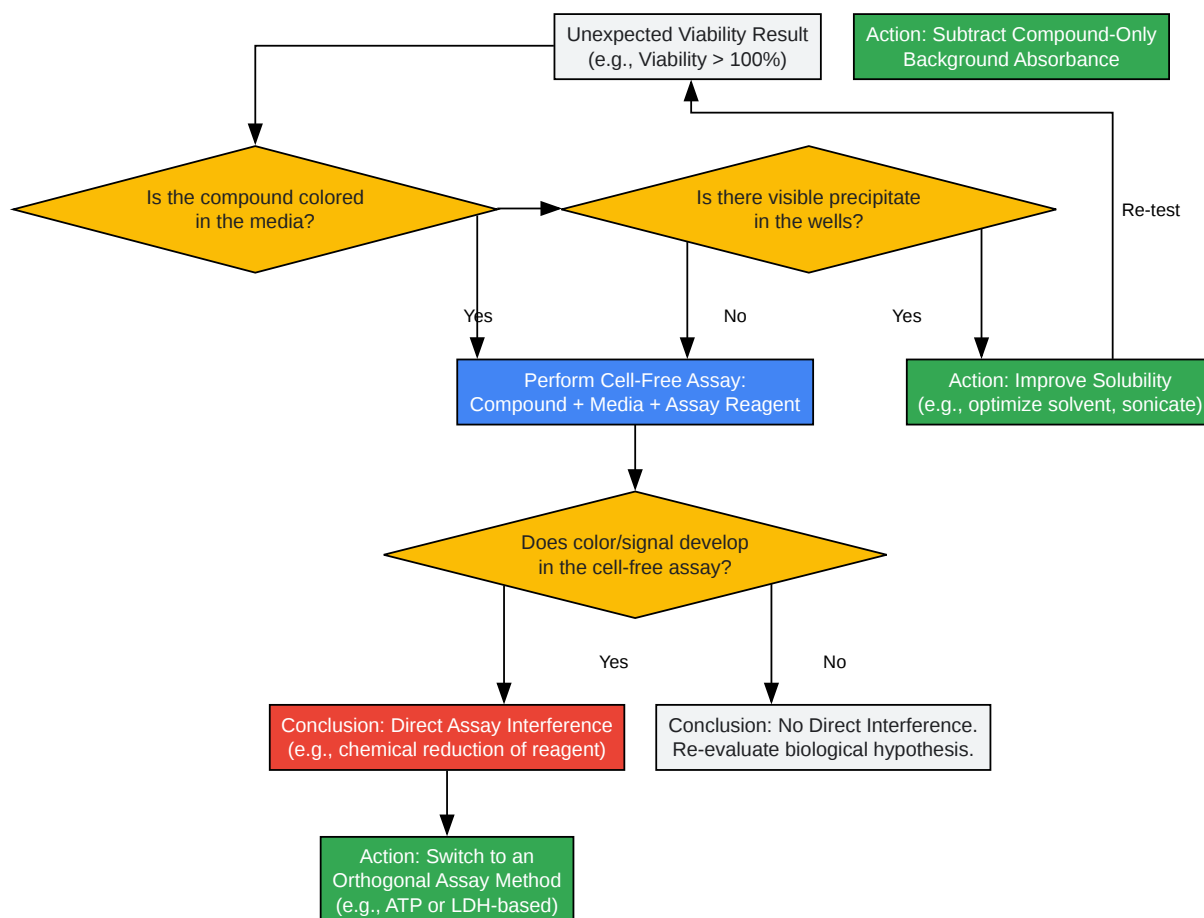 Unexpected Viability Result
(e.g., Viability > 100%)
Action: Subtract Compound-Only
Background Absorbance
Is the compound colored
in the media?
Is there visible precipitate
in the wells?
Re-test
Yes
No
Yes
Perform Cell-Free Assay:
Compound + Media + Assay Reagent
Action: Improve Solubility
(e.g., optimize solvent, sonicate)
Does color/signal develop
in the cell-free assay?
Yes
No
Conclusion: Direct Assay Interference
(e.g., chemical reduction of reagent)
Conclusion: No Direct Interference.
Re-evaluate biological hypothesis.
Action: Switch to an
Orthogonal Assay Method
(e.g., ATP or LDH-based)